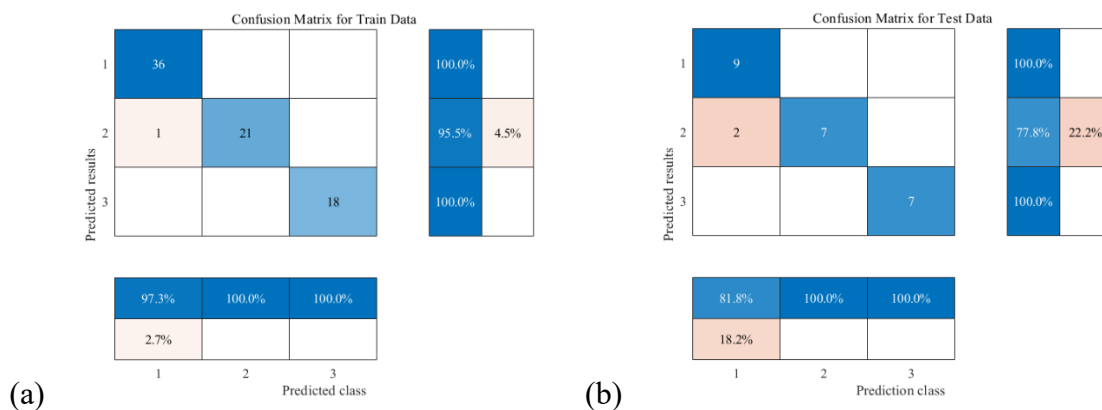 Confusion Matrix for Train Data
1 36 100.0%
2 1 21 95.5% 4.5%
3 18 100.0%
Predicted results
97.3% 100.0% 100.0%
2.7%
1 2 3
Predicted class
(a)
Confusion Matrix for Test Data
1 9 100.0%
2 2 7 77.8% 22.2%
3 7 100.0%
Predicted results
81.8% 100.0% 100.0%
18.2%
1 2 3
Prediction class
(b)